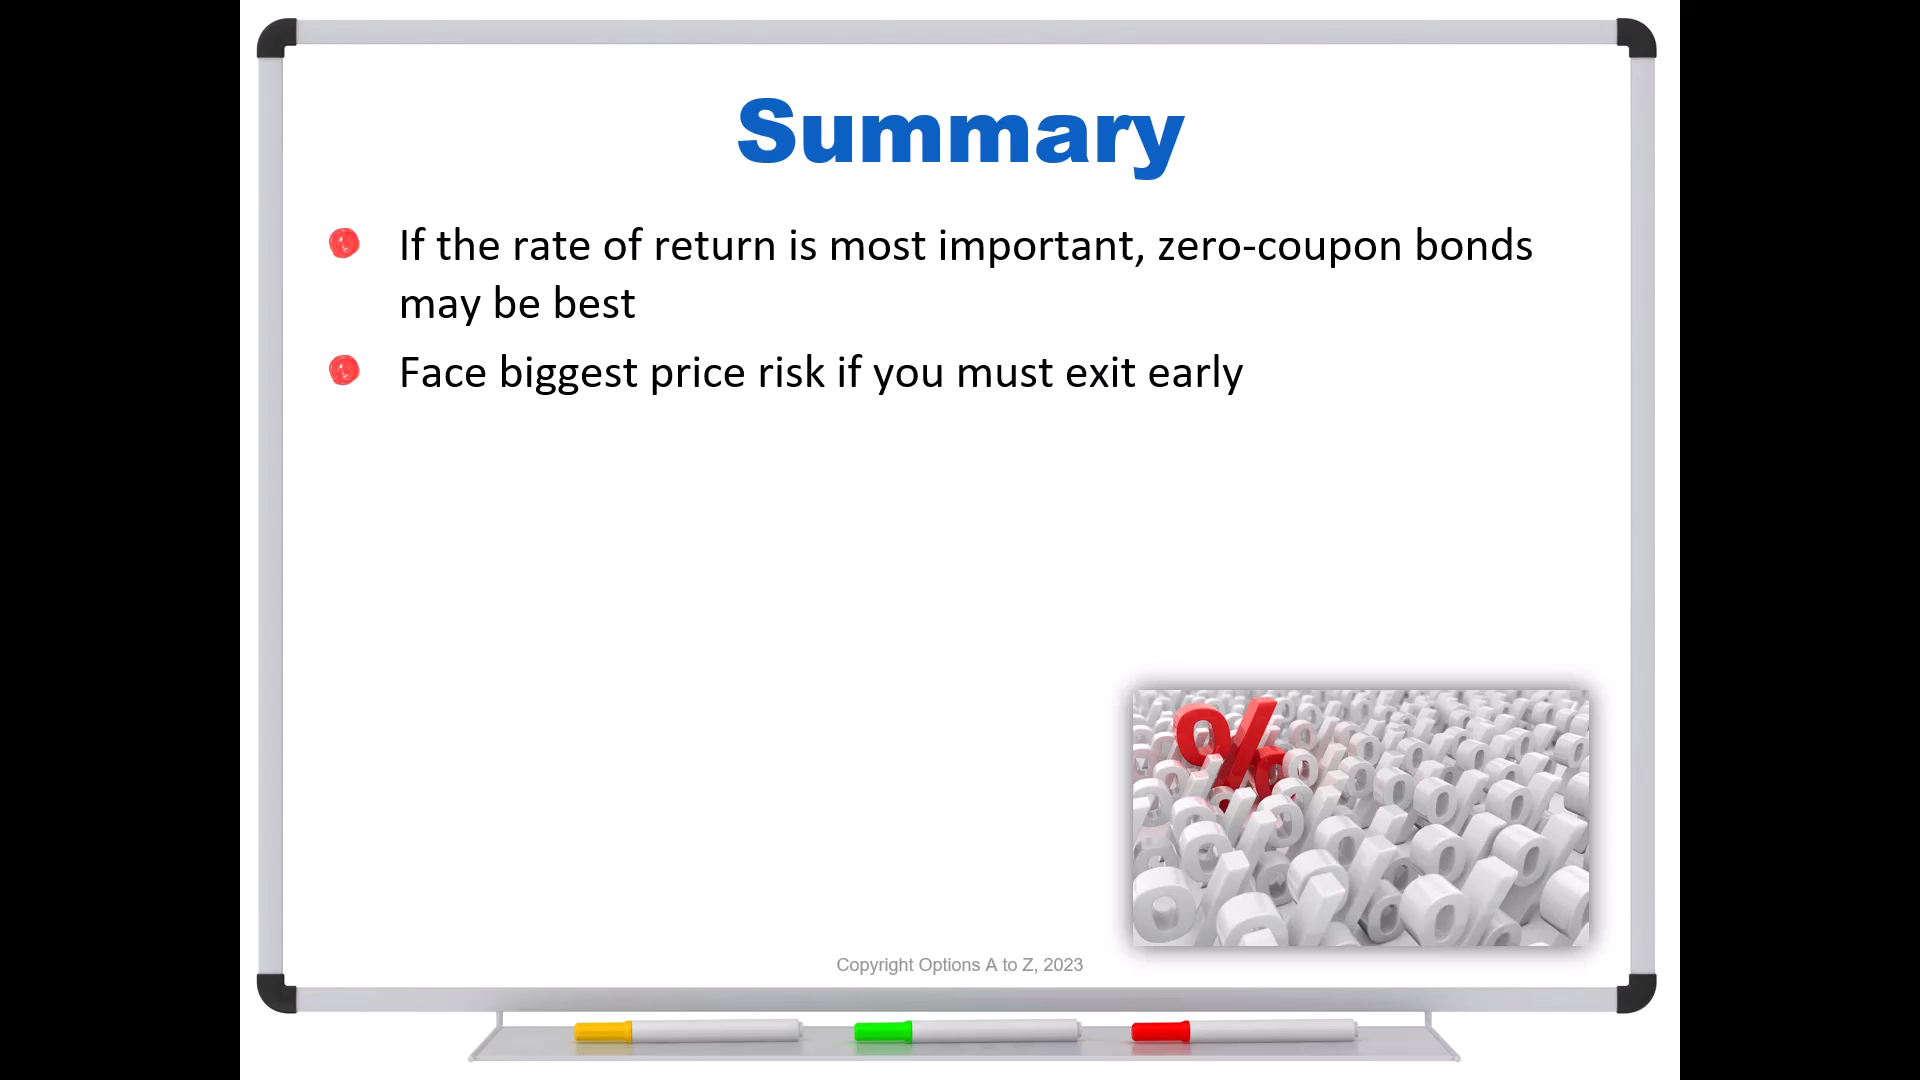 Summary
If the rate of return is most important, zero-coupon bonds
may be best
Face biggest price risk if you must exit early
Copyright Options A to Z, 2023